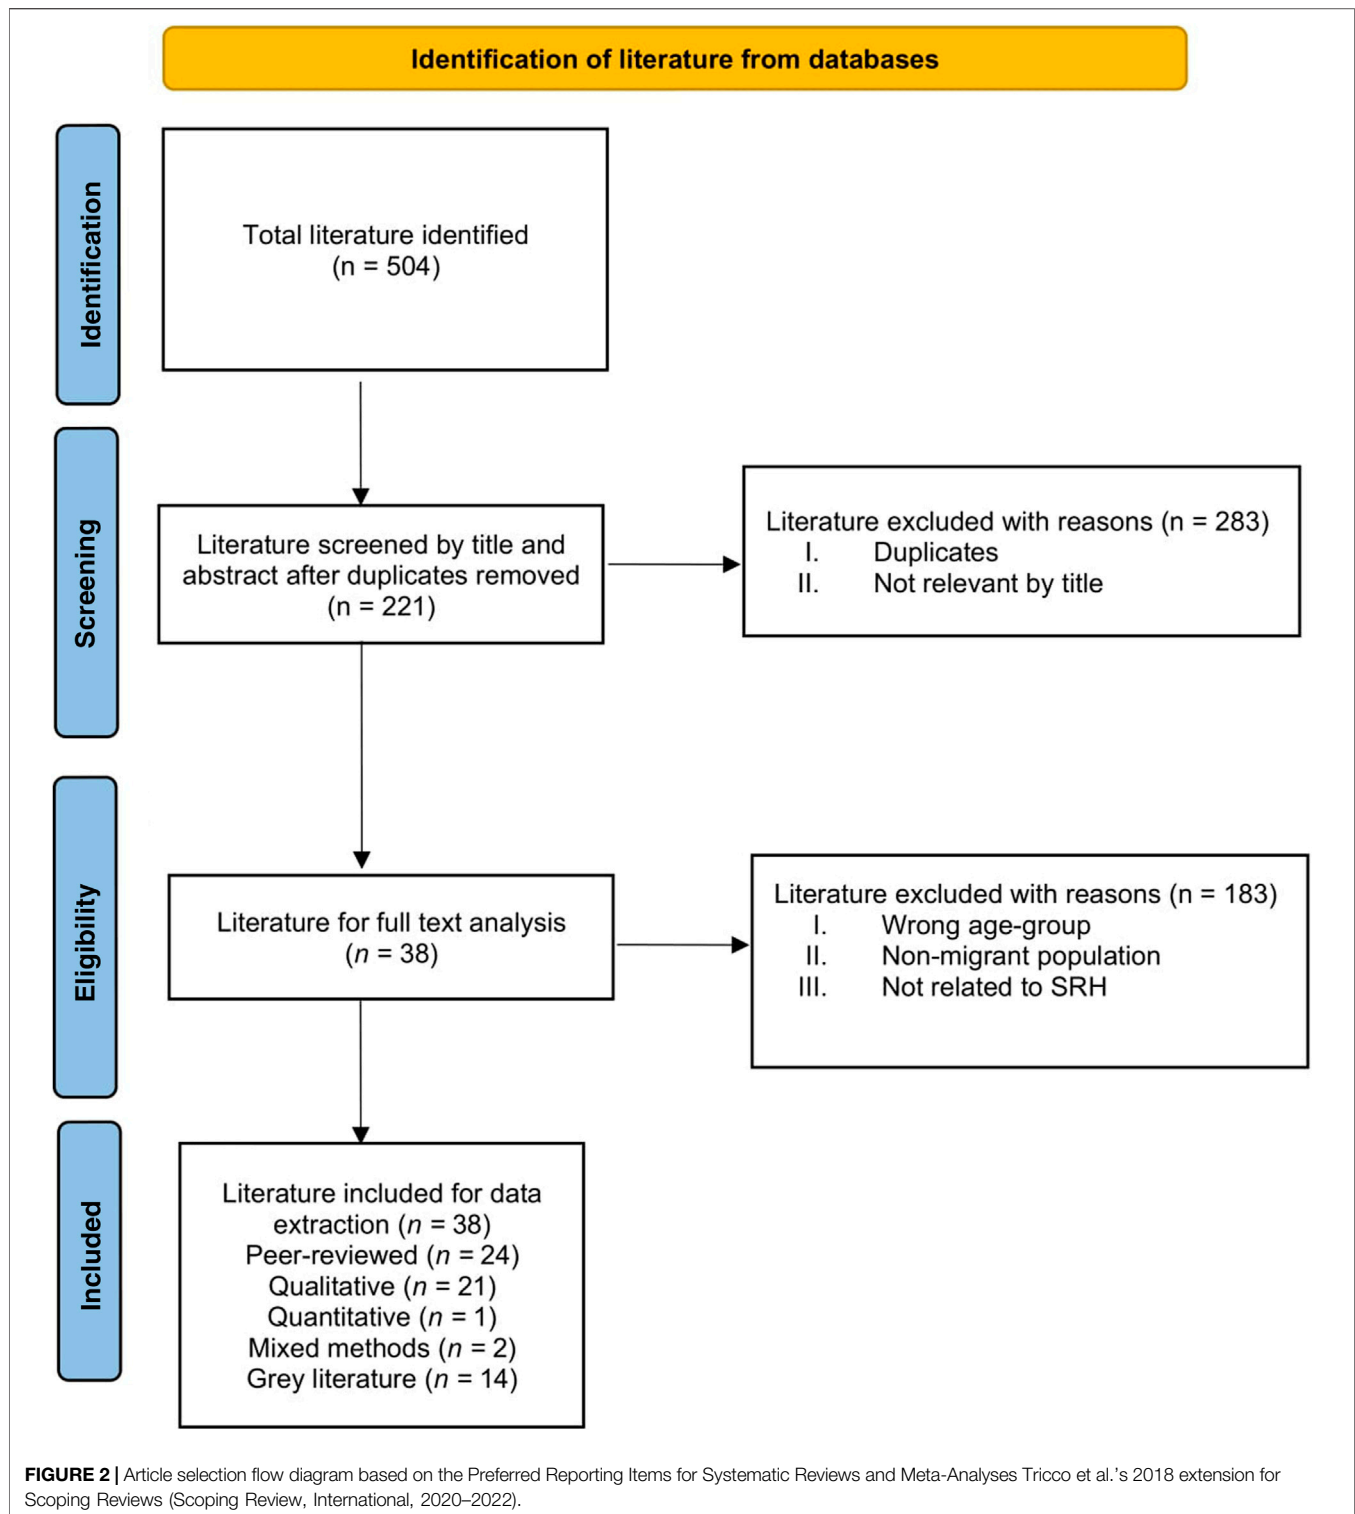 Identification of literature from databases
Identification
Total literature identified
(n = 504)
Screening
Literature screened by title and
abstract after duplicates removed
(n = 221)
Literature excluded with reasons (n = 283)
I. Duplicates
II. Not relevant by title
Eligibility
Literature for full text analysis
(n = 38)
Literature excluded with reasons (n = 183)
I. Wrong age-group
II. Non-migrant population
III. Not related to SRH
Included
Literature included for data
extraction (n = 38)
Peer-reviewed (n = 24)
Qualitative (n = 21)
Quantitative (n = 1)
Mixed methods (n = 2)
Grey literature (n = 14)
FIGURE 2 | Article selection flow diagram based on the Preferred Reporting Items for Systematic Reviews and Meta-Analyses Tricco et al.’s 2018 extension for
Scoping Reviews (Scoping Review, International, 2020–2022).